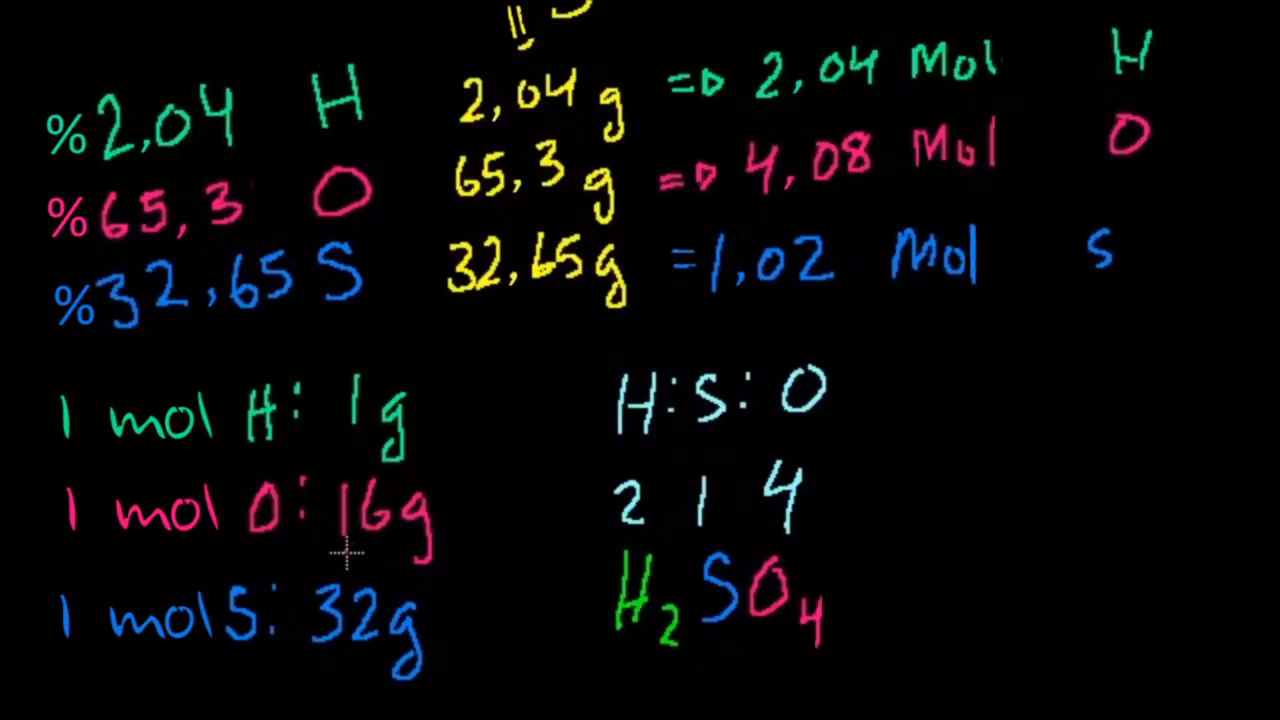 %2,04 H 2,04 g => 2,04 Mol H
%65,3 O 65,3 g => 4,08 Mol O
%32,65 S 32,65g = 1,02 Mol S
1 mol H: 1g H:S:O
1 mol O: 16g 2 1 4
1 mol S: 32g H₂SO₄